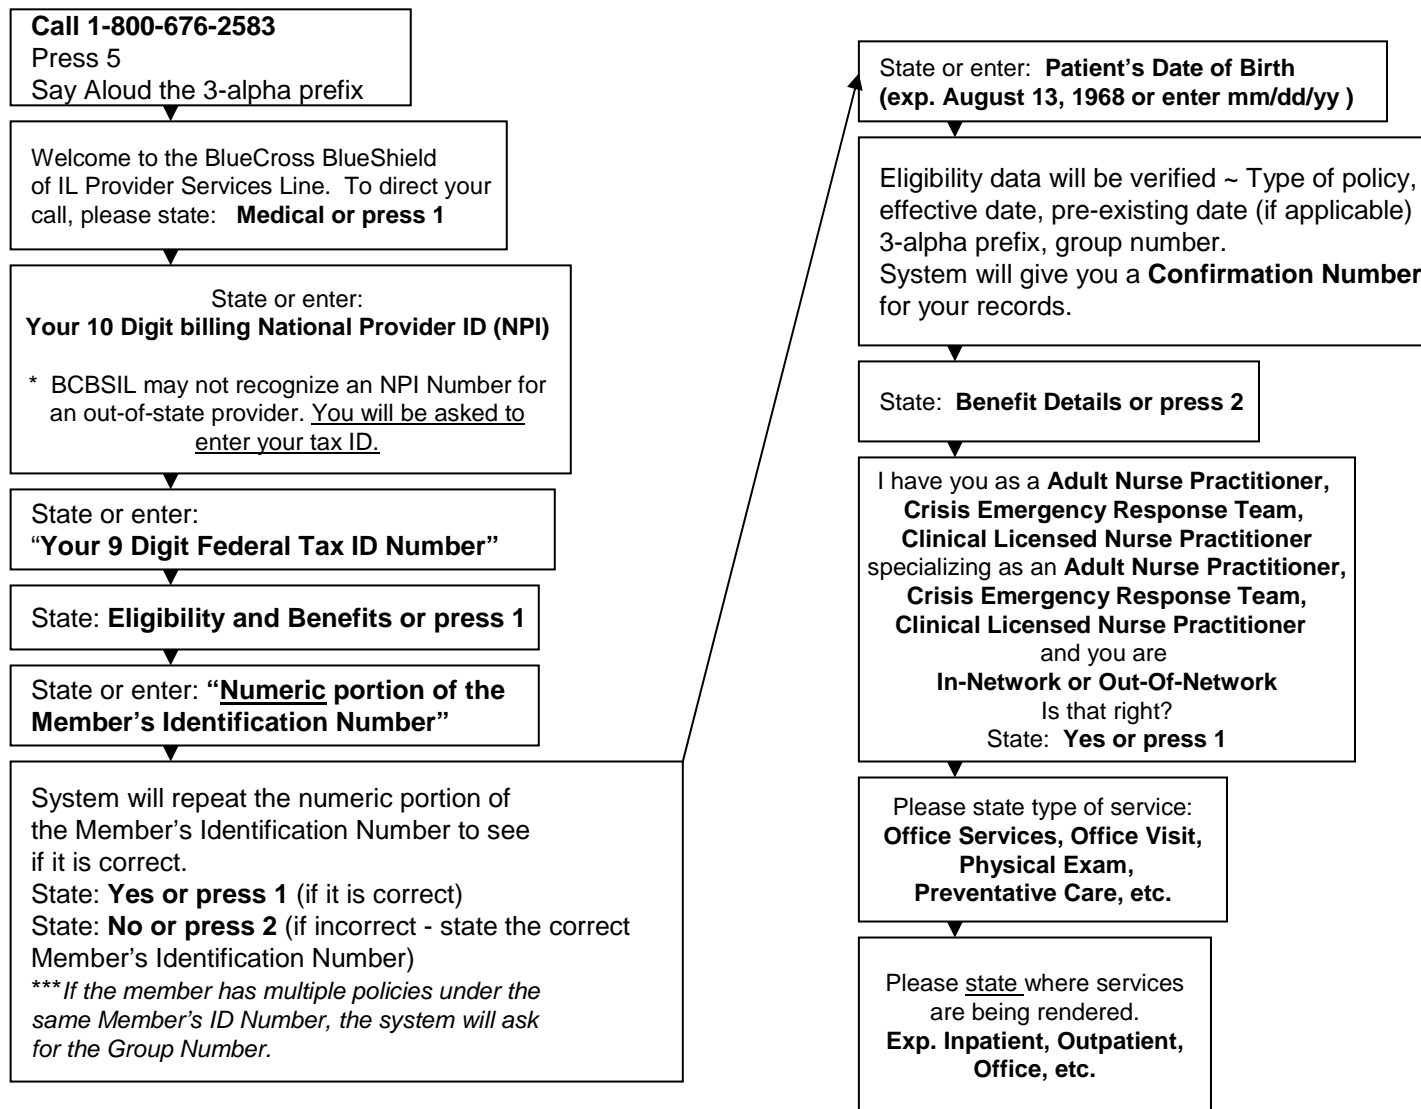 Call 1-800-676-2583
Press 5
Say Aloud the 3-alpha prefix
Welcome to the BlueCross BlueShield
of IL Provider Services Line.  To direct your
call, please state:   Medical or press 1
State or enter:
Your 10 Digit billing National Provider ID (NPI)
*  BCBSIL may not recognize an NPI Number for
an out-of-state provider. You will be asked to
enter your tax ID.
State or enter:
“Your 9 Digit Federal Tax ID Number”
State: Eligibility and Benefits or press 1
State or enter: “Numeric portion of the
Member’s Identification Number”
System will repeat the numeric portion of
the Member’s Identification Number to see
if it is correct.
State: Yes or press 1 (if it is correct)
State: No or press 2 (if incorrect - state the correct
Member’s Identification Number)
***If the member has multiple policies under the
same Member’s ID Number, the system will ask
for the Group Number.
State or enter:  Patient’s Date of Birth
(exp. August 13, 1968 or enter mm/dd/yy )
Eligibility data will be verified ~ Type of policy,
effective date, pre-existing date (if applicable)
3-alpha prefix, group number.
System will give you a Confirmation Number
for your records.
State:  Benefit Details or press 2
I have you as a Adult Nurse Practitioner,
Crisis Emergency Response Team,
Clinical Licensed Nurse Practitioner
specializing as an Adult Nurse Practitioner,
Crisis Emergency Response Team,
Clinical Licensed Nurse Practitioner
and you are
In-Network or Out-Of-Network
Is that right?
State:  Yes or press 1
Please state type of service:
Office Services, Office Visit,
Physical Exam,
Preventative Care, etc.
Please state where services
are being rendered.
Exp. Inpatient, Outpatient,
Office, etc.